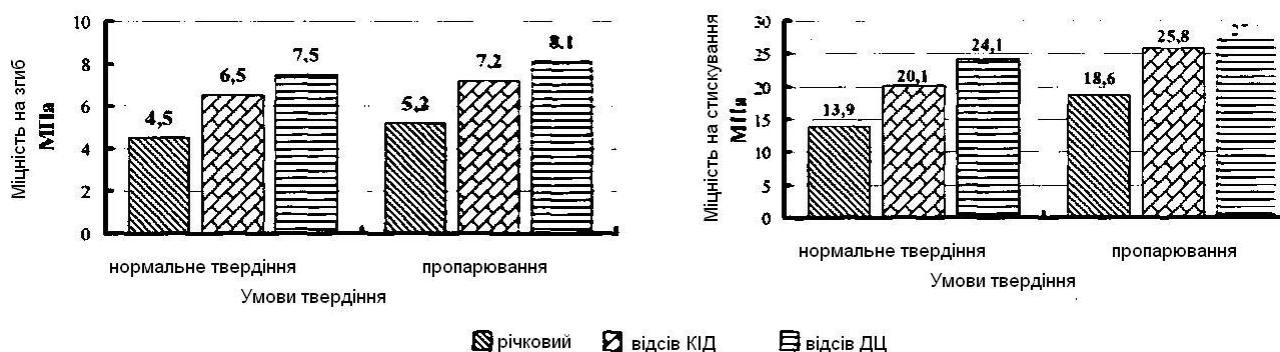 Міцність на згиб
МПа
10
8
6
4
2
0
4,5
6,5
7,5
5,2
7,2
8,1
нормальне твердіння
пропарювання
Умови твердіння
Міцність на стискування
МПа
30
25
20
15
10
5
0
13,9
20,1
24,1
18,6
25,8
нормальне твердіння
пропарювання
Умови твердіння
річковий
відсів КІД
відсів ДЦ